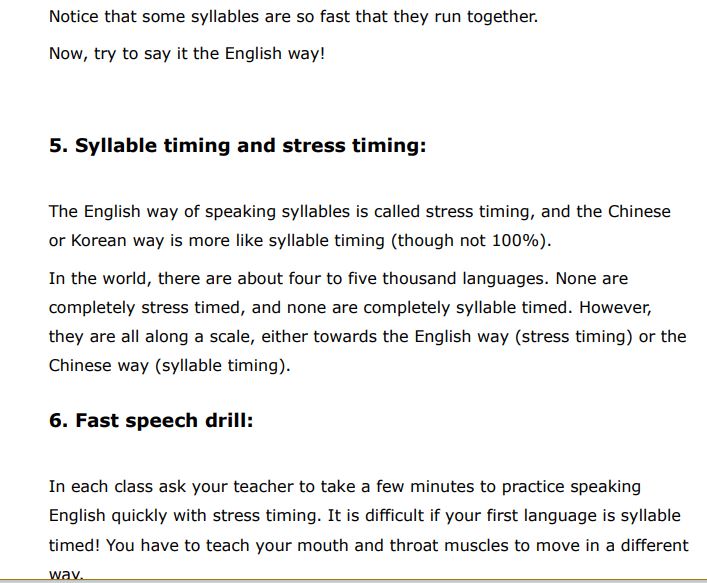 Notice that some syllables are so fast that they run together.
Now, try to say it the English way!
5. Syllable timing and stress timing:
The English way of speaking syllables is called stress timing, and the Chinese
or Korean way is more like syllable timing (though not 100%).
In the world, there are about four to five thousand languages. None are
completely stress timed, and none are completely syllable timed. However,
they are all along a scale, either towards the English way (stress timing) or the
Chinese way (syllable timing).
6. Fast speech drill:
In each class ask your teacher to take a few minutes to practice speaking
English quickly with stress timing. It is difficult if your first language is syllable
timed! You have to teach your mouth and throat muscles to move in a different
way.